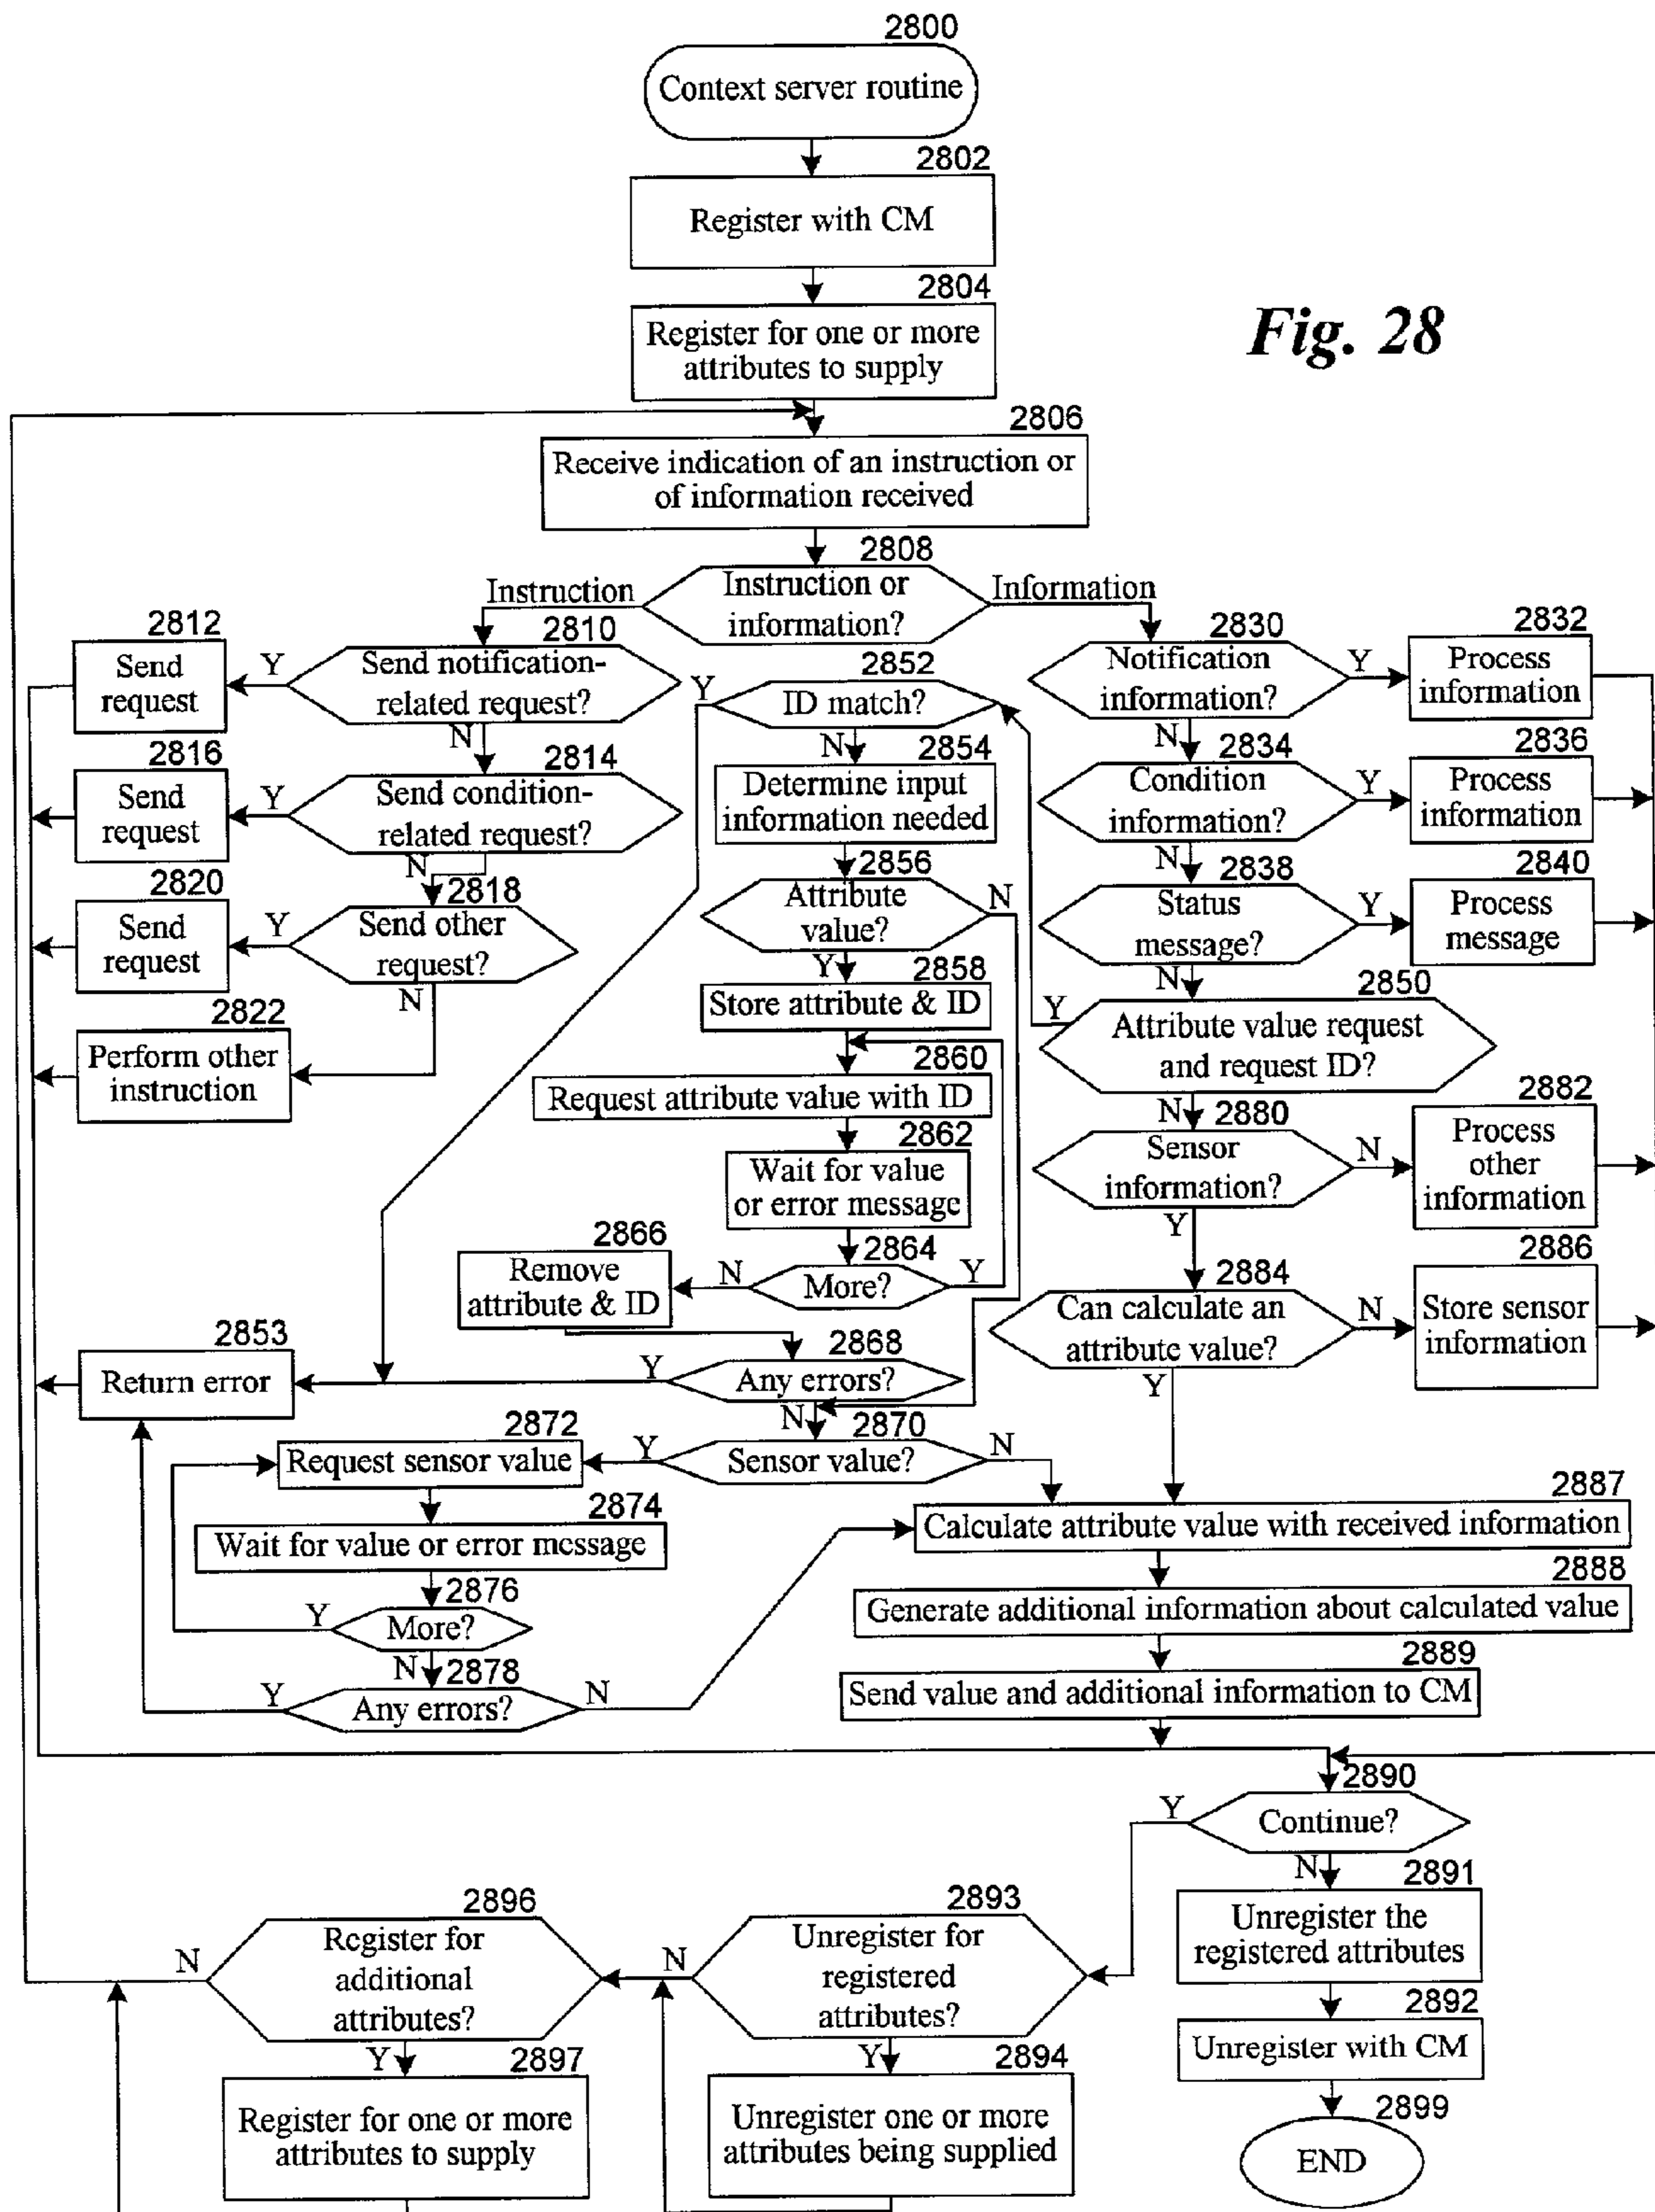 2800
Context server routine
2802
Register with CM
2804
Register for one or more
attributes to supply
Fig. 28
2806
Receive indication of an instruction or
of information received
2808
Instruction or
information?
Instruction
Information
2810
Send notification-
related request?
Y
N
2812
Send
request
2814
Send condition-
related request?
Y
N
2816
Send
request
2818
Send other
request?
Y
N
2820
Send
request
2822
Perform other
instruction
2830
Notification
information?
Y
N
2832
Process
information
2834
Condition
information?
Y
N
2836
Process
information
2838
Status
message?
Y
N
2840
Process
message
2850
Attribute value request
and request ID?
Y
N
2852
ID match?
Y
N
2854
Determine input
information needed
2856
Attribute
value?
N
Y
2858
Store attribute & ID
2860
Request attribute value with ID
2862
Wait for value
or error message
2864
More?
Y
N
2866
Remove
attribute & ID
2868
Any errors?
Y
N
2853
Return error
2870
Sensor value?
Y
N
2872
Request sensor value
2874
Wait for value or error message
2876
More?
Y
N
2878
Any errors?
Y
N
2880
Sensor
information?
N
Y
2882
Process
other
information
2884
Can calculate an
attribute value?
N
Y
2886
Store sensor
information
2887
Calculate attribute value with received information
2888
Generate additional information about calculated value
2889
Send value and additional information to CM
2890
Continue?
Y
N
2891
Unregister the
registered attributes
2892
Unregister with CM
2899
END
2893
Unregister for
registered
attributes?
N
Y
2894
Unregister one or more
attributes being supplied
2896
Register for
additional
attributes?
N
Y
2897
Register for one or more
attributes to supply